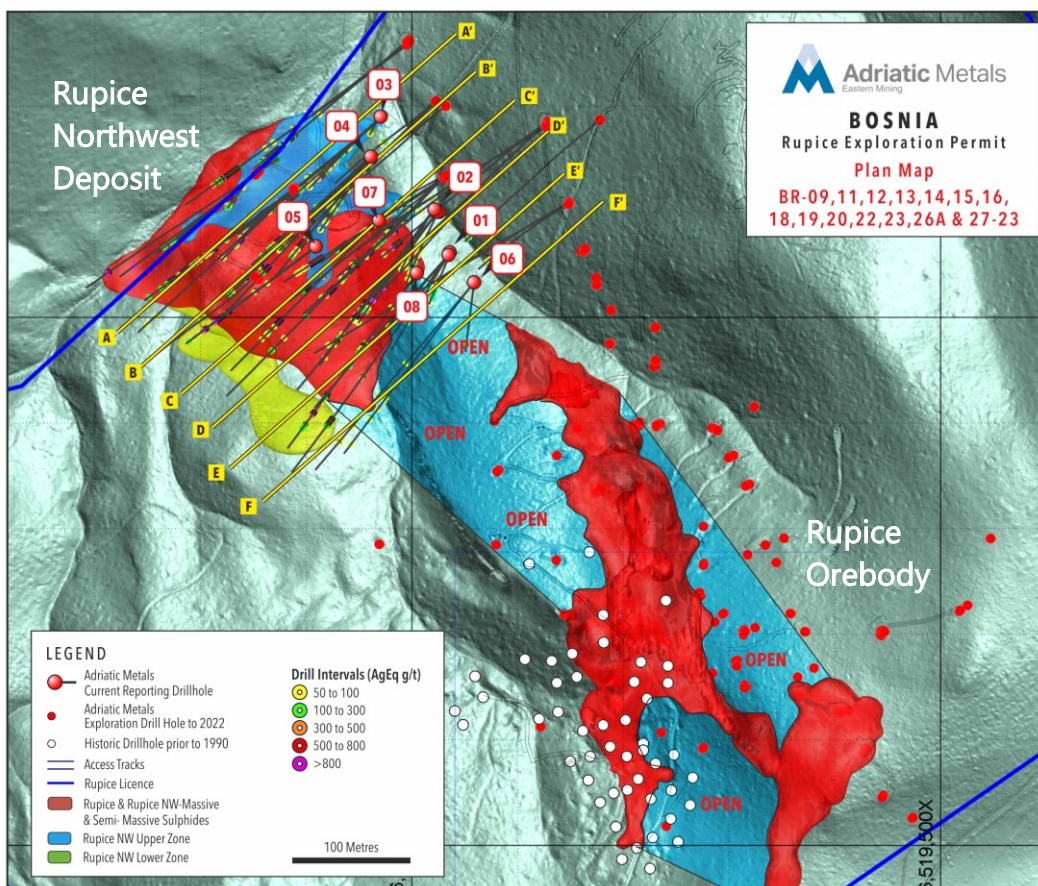 Rupice
Northwest
Deposit
Adriatic Metals
Eastern Mining
BOSNIA
Rupice Exploration Permit
Plan Map
BR-09,11,12,13,14,15,16,
18,19,20,22,23,26A & 27-23
A'
B'
C'
D'
E'
F'
03
04
07
02
05
01
06
08
A
B
C
D
E
F
OPEN
OPEN
OPEN
OPEN
OPEN
Rupice
Orebody
LEGEND
Adriatic Metals
Current Reporting Drillhole
Adriatic Metals
Exploration Drill Hole to 2022
Historic Drillhole prior to 1990
Access Tracks
Rupice Licence
Rupice & Rupice NW-Massive
& Semi- Massive Sulphides
Rupice NW Upper Zone
Rupice NW Lower Zone
Drill Intervals (AgEq g/t)
50 to 100
100 to 300
300 to 500
500 to 800
>800
100 Metres
,519,500X